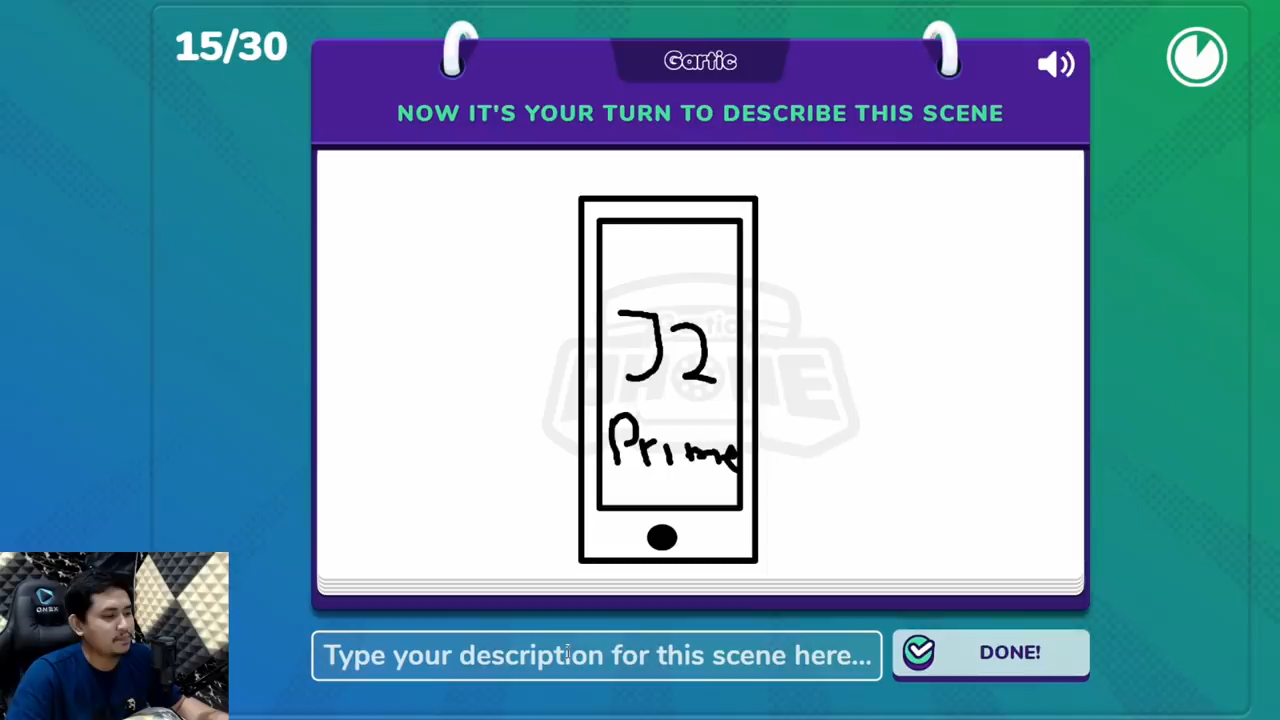 15/30
Gartic
NOW IT'S YOUR TURN TO DESCRIBE THIS SCENE
J2
Prime
Type your description for this scene here...
DONE!
ONEX